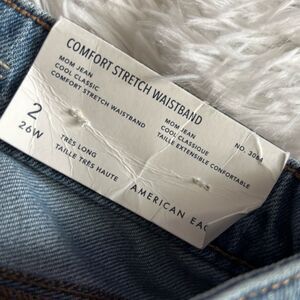 COMFORT STRETCH WAISTBAND
MOM JEAN
COOL CLASSIC
COMFORT STRETCH WAISTBAND
MOM JEAN
COOL CLASSIQUE
TAILLE EXTENSIBLE CONFORTABLE
NO. 3064
2
26W
TRÈS LONG
TAILLE TRÈS HAUTE
AMERICAN EAG